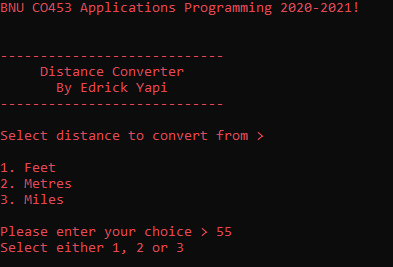 BNU CO453 Applications Programming 2020-2021!
----------------------------
Distance Converter
By Edrick Yapi
----------------------------
Select distance to convert from >
1. Feet
2. Metres
3. Miles
Please enter your choice > 55
Select either 1, 2 or 3